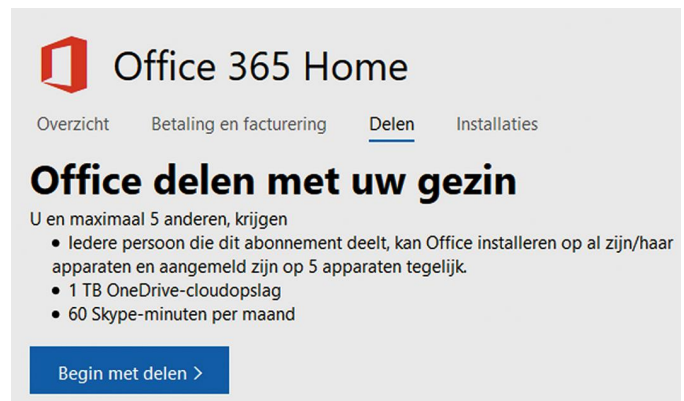 Office 365 Home
Overzicht Betaling en facturering Delen Installaties
Office delen met uw gezin
U en maximaal 5 anderen, krijgen
• Iedere persoon die dit abonnement deelt, kan Office installeren op al zijn/haar
apparaten en aangemeld zijn op 5 apparaten tegelijk.
• 1 TB OneDrive-cloudopslag
• 60 Skype-minuten per maand
Begin met delen >